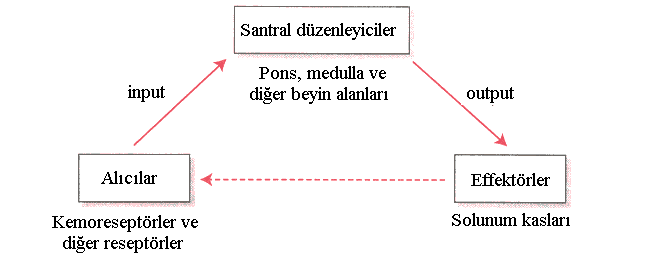 Santral düzenleyiciler
Pons, medulla ve
diğer beyin alanları
input
output
Alıcılar
Effektörler
Kemoreseptörler ve
diğer reseptörler
Solunum kasları